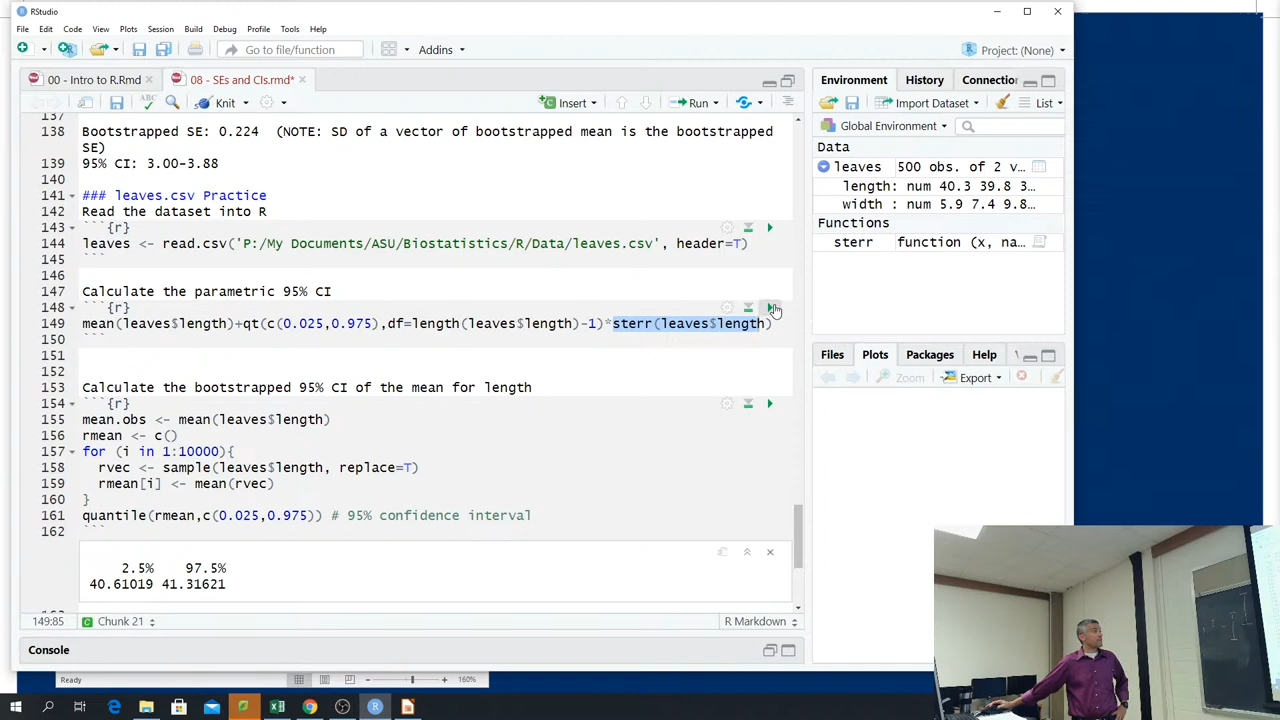 RStudio
File Edit Code View Plots Session Build Debug Profile Tools Help
Go to file/function Addins Project: (None)
00 - Intro to R.Rmd 08 - SEs and CIs.rmd*
ABC Knit Insert Run
137
138 Bootstrapped SE: 0.224 (NOTE: SD of a vector of bootstrapped mean is the bootstrapped
SE)
139 95% CI: 3.00-3.88
140
141 ### leaves.csv Practice
142 Read the dataset into R
143 ```{r}
144 leaves <- read.csv('P:/My Documents/ASU/Biostatistics/R/Data/leaves.csv', header=T)
145 ```
146
147 Calculate the parametric 95% CI
148 ```{r}
149 mean(leaves$length)+qt(c(0.025,0.975),df=length(leaves$length)-1)*sterr(leaves$length)
150 ```
151
152
153 Calculate the bootstrapped 95% CI of the mean for length
154 ```{r}
155 mean.obs <- mean(leaves$length)
156 rmean <- c()
157 for (i in 1:10000){
158 rvec <- sample(leaves$length, replace=T)
159 rmean[i] <- mean(rvec)
160 }
161 quantile(rmean,c(0.025,0.975)) # 95% confidence interval
162 ```
2.5% 97.5%
40.61019 41.31621
149:85 Chunk 21 R Markdown
Console
Environment History Connection
Import Dataset List
Global Environment
Data
leaves 500 obs. of 2 v…
length: num 40.3 39.8 3…
width : num 5.9 7.4 9.8…
Functions
sterr function (x, na…
Files Plots Packages Help
Zoom Export
Ready 160%